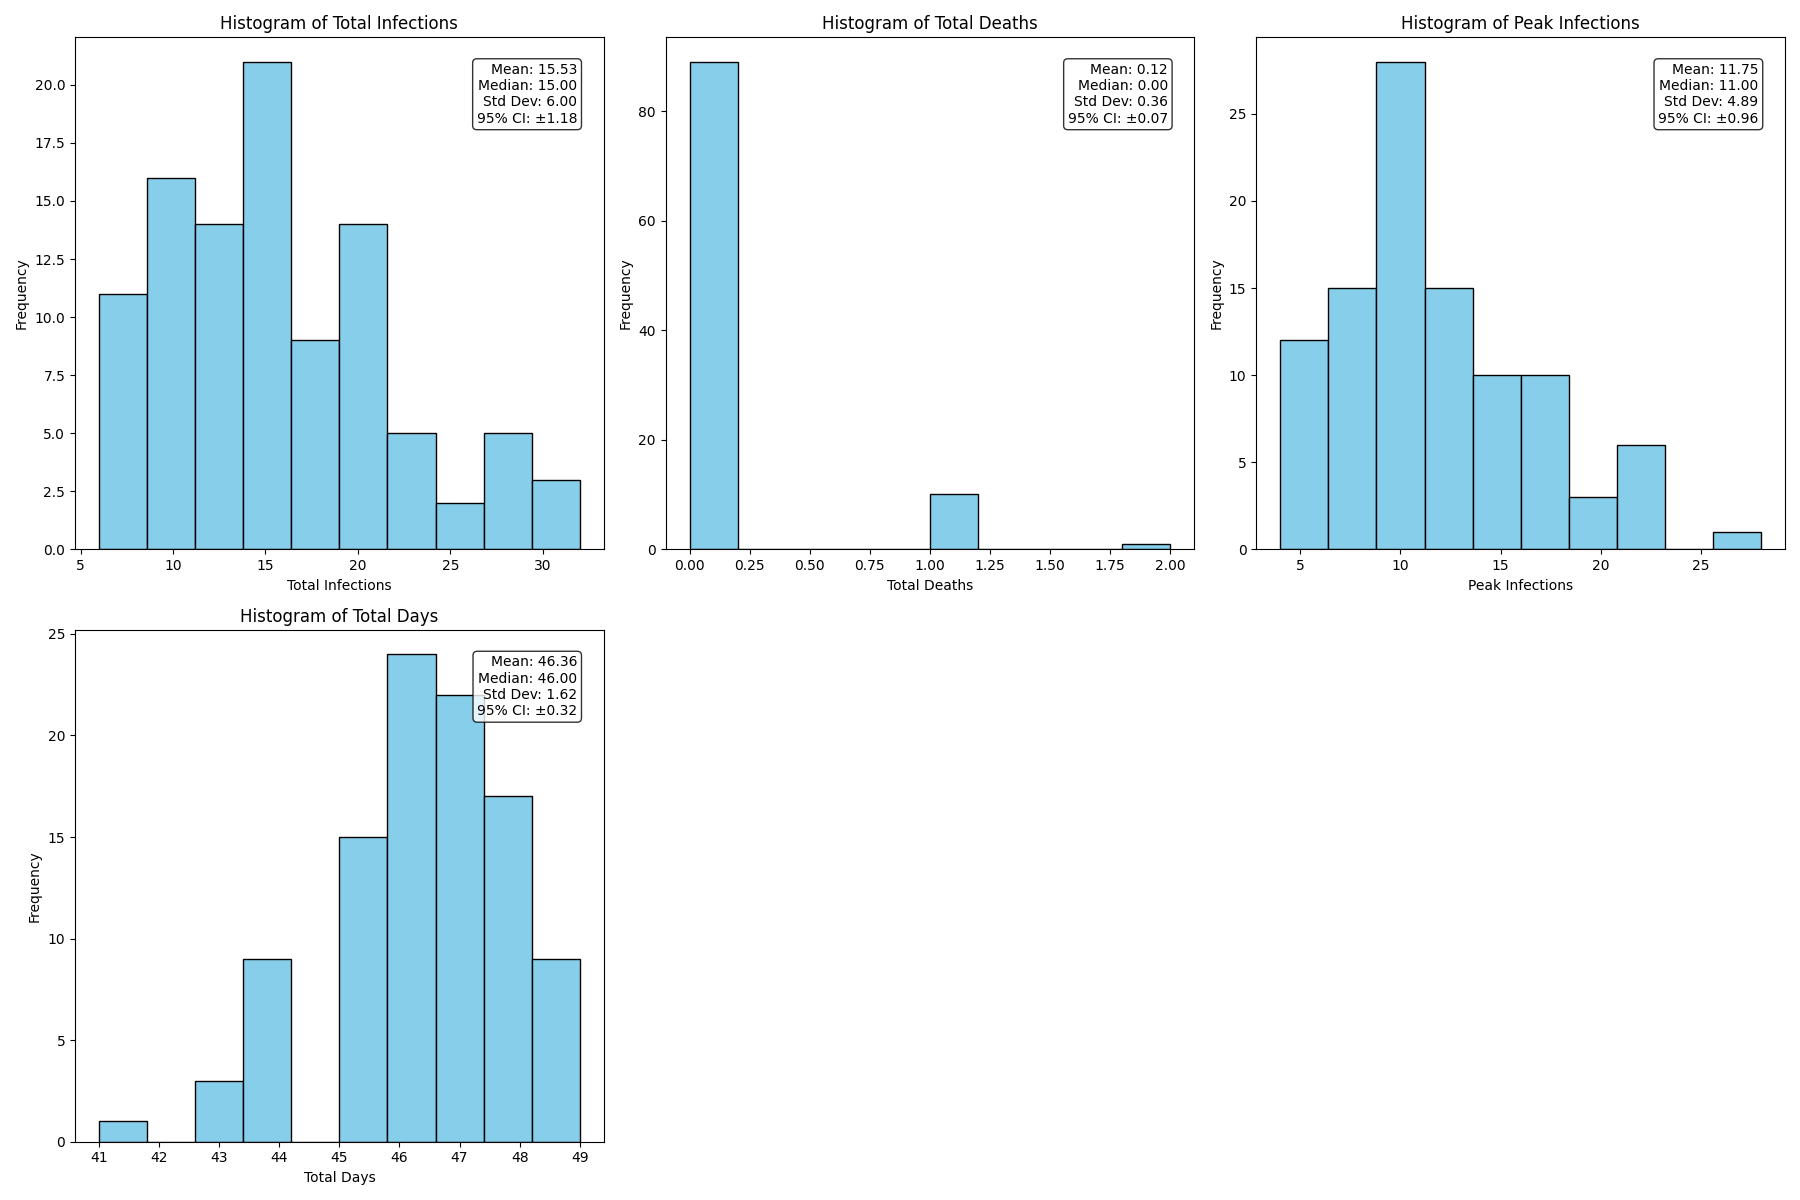 Histogram of Total Infections
20.0
17.5
15.0
12.5
10.0
7.5
5.0
2.5
0.0
Frequency
Mean: 15.53
Median: 15.00
Std Dev: 6.00
95% CI: ±1.18
5 10 15 20 25 30
Total Infections
Histogram of Total Deaths
80
60
40
20
0
Frequency
Mean: 0.12
Median: 0.00
Std Dev: 0.36
95% CI: ±0.07
0.00 0.25 0.50 0.75 1.00 1.25 1.50 1.75 2.00
Total Deaths
Histogram of Peak Infections
25
20
15
10
5
0
Frequency
Mean: 11.75
Median: 11.00
Std Dev: 4.89
95% CI: ±0.96
5 10 15 20 25
Peak Infections
Histogram of Total Days
25
20
15
10
5
0
Frequency
Mean: 46.36
Median: 46.00
Std Dev: 1.62
95% CI: ±0.32
41 42 43 44 45 46 47 48 49
Total Days